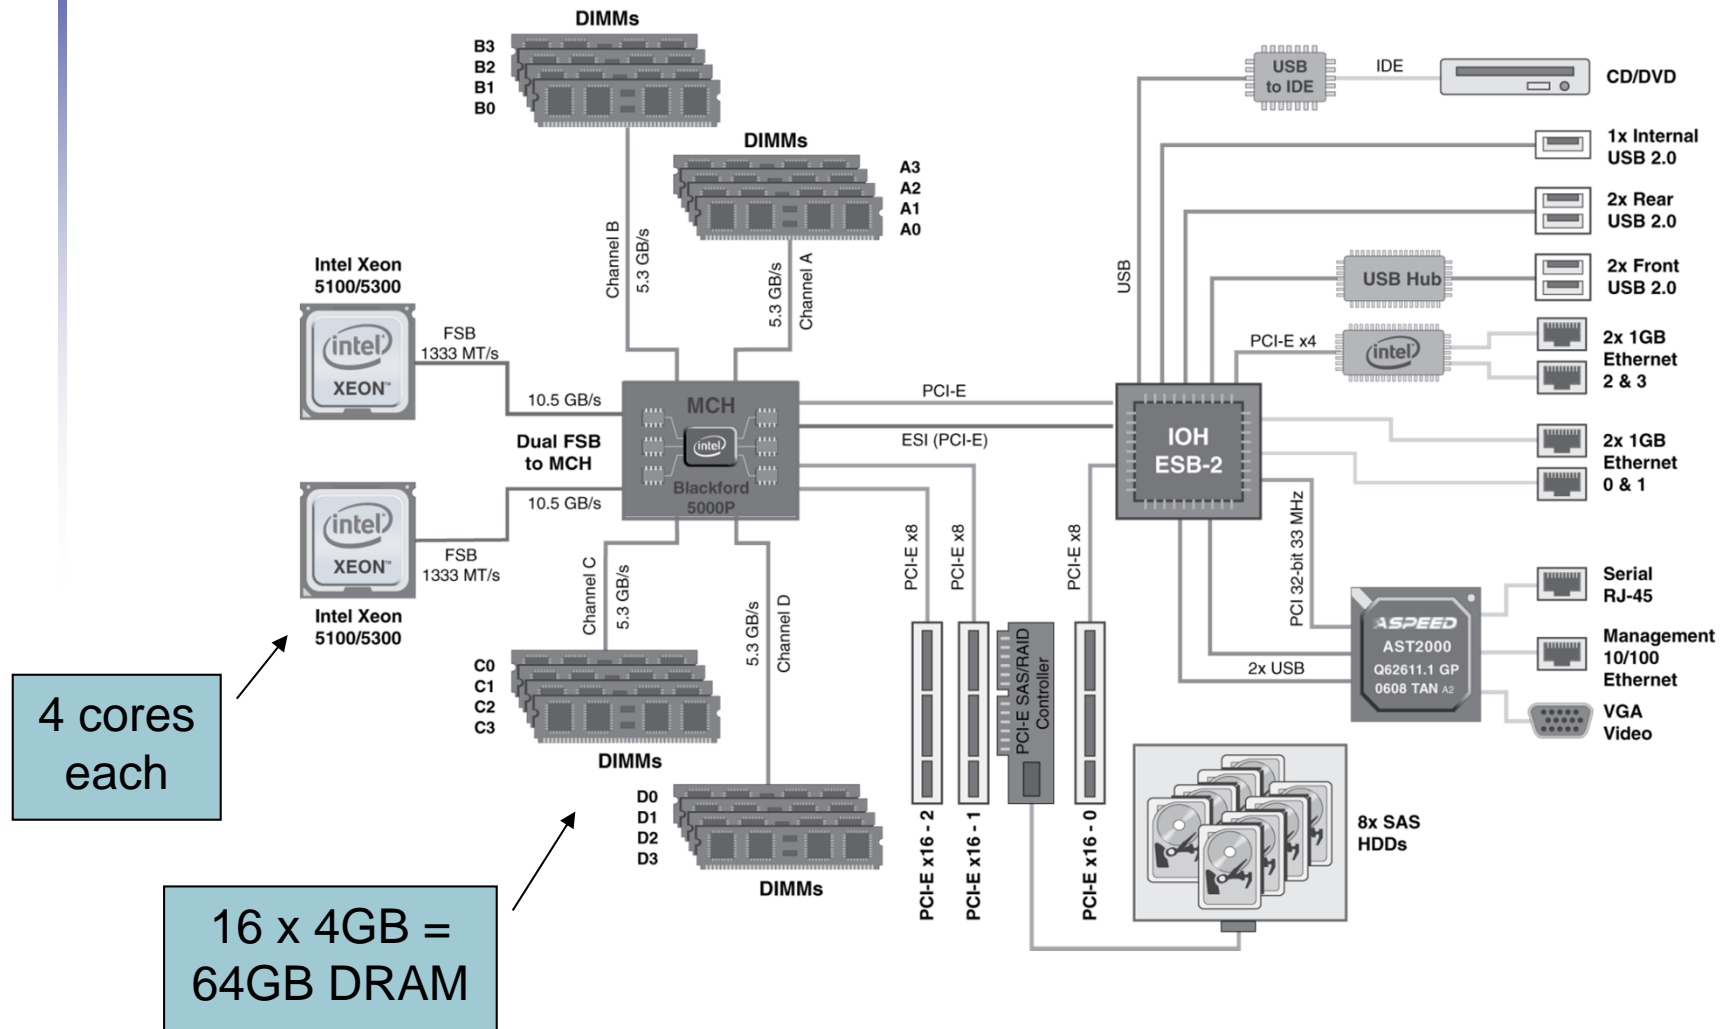 DIMMs
B3
B2
B1
B0
DIMMs
A3
A2
A1
A0
Channel B
5.3 GB/s
5.3 GB/s
Channel A
Intel Xeon
5100/5300
intel
XEON™
FSB
1333 MT/s
10.5 GB/s
Dual FSB
to MCH
10.5 GB/s
intel
XEON™
FSB
1333 MT/s
Intel Xeon
5100/5300
MCH
intel
Blackford
5000P
Channel C
5.3 GB/s
5.3 GB/s
Channel D
C0
C1
C2
C3
DIMMs
D0
D1
D2
D3
DIMMs
4 cores
each
16 x 4GB =
64GB DRAM
PCI-E
ESI (PCI-E)
PCI-E x8
PCI-E x8
PCI-E x8
PCI-E x16 - 2
PCI-E x16 - 1
PCI-E SAS/RAID
Controller
PCI-E x16 - 0
USB
IOH
ESB-2
USB
to IDE
IDE
CD/DVD
1x Internal
USB 2.0
2x Rear
USB 2.0
USB Hub
2x Front
USB 2.0
PCI-E x4
intel
2x 1GB
Ethernet
2 & 3
2x 1GB
Ethernet
0 & 1
PCI 32-bit 33 MHz
2x USB
ASPEED
AST2000
Q62611.1 GP
0608 TAN A2
Serial
RJ-45
Management
10/100
Ethernet
VGA
Video
8x SAS
HDDs